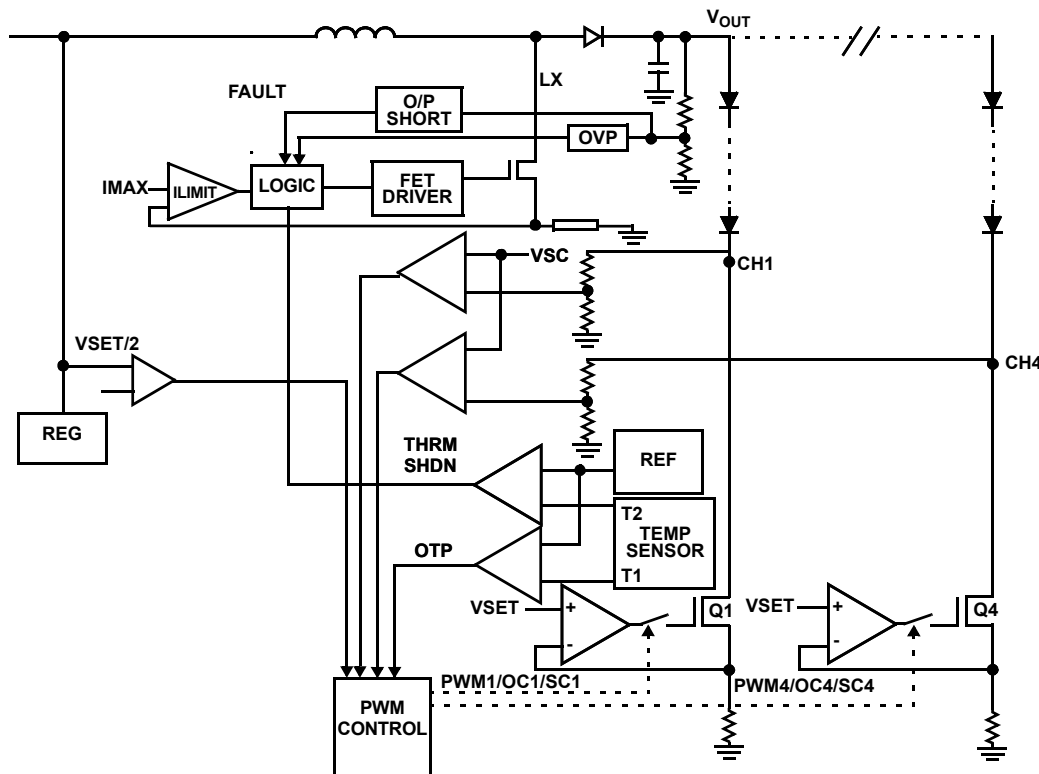 VOUT
LX
FAULT
O/P
SHORT
OVP
IMAX
ILIMIT
LOGIC
FET
DRIVER
VSC
CH1
VSET/2
CH4
REG
THRM
SHDN
REF
T2
TEMP
SENSOR
OTP
T1
VSET
+
-
Q1
VSET
+
-
Q4
PWM1/OC1/SC1
PWM4/OC4/SC4
PWM
CONTROL